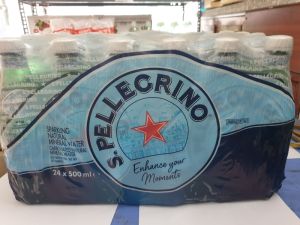 S.PELLEGRINO
SPARKLING
NATURAL
MINERAL WATER
24 x 500 ml
Enhance your
Moments